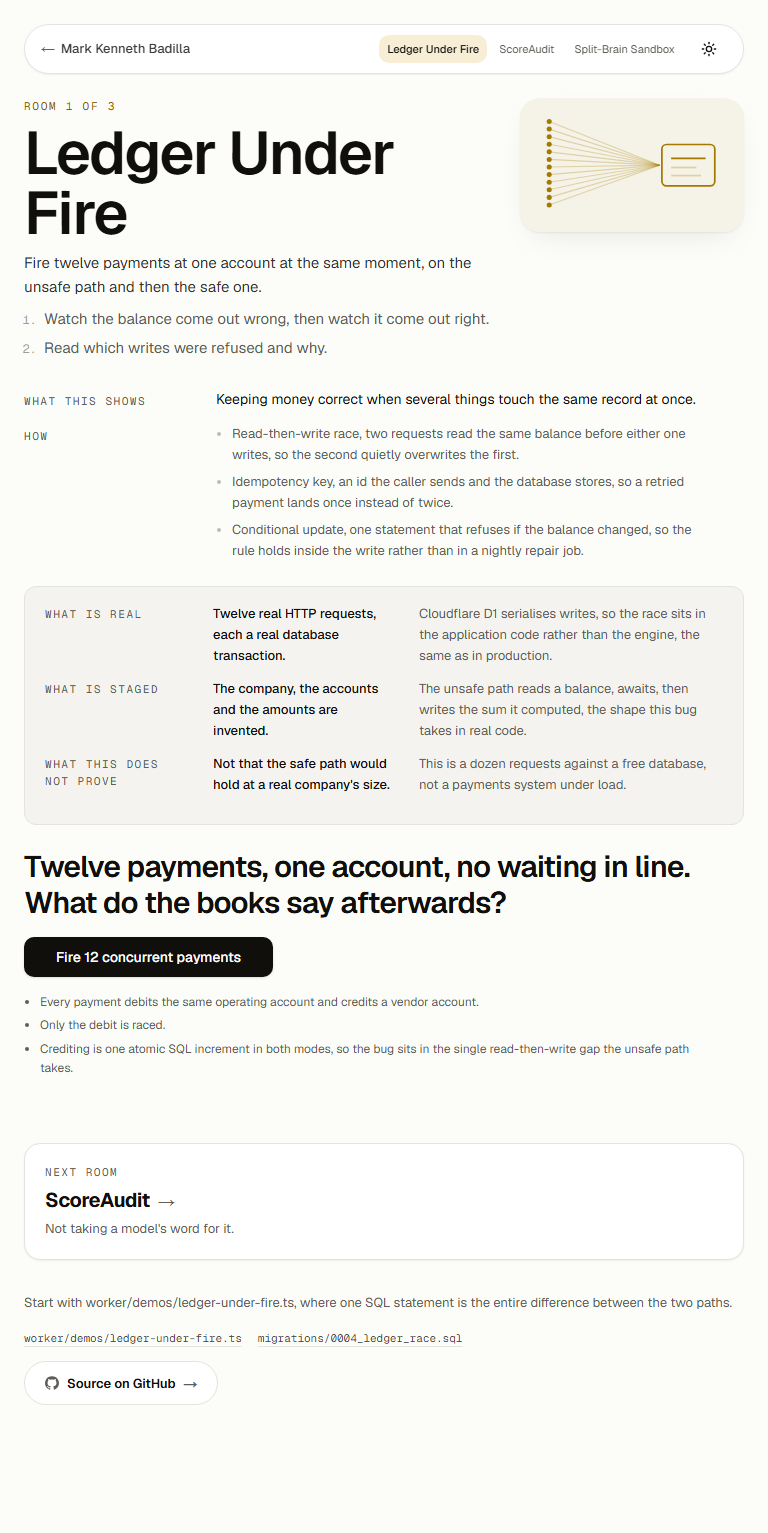 ← Mark Kenneth Badilla
Ledger Under Fire
ScoreAudit
Split-Brain Sandbox
ROOM 1 OF 3
Ledger Under
Fire
Fire twelve payments at one account at the same moment, on the
unsafe path and then the safe one.
1. Watch the balance come out wrong, then watch it come out right.
2. Read which writes were refused and why.
WHAT THIS SHOWS
Keeping money correct when several things touch the same record at once.
HOW
• Read-then-write race, two requests read the same balance before either one
writes, so the second quietly overwrites the first.
• Idempotency key, an id the caller sends and the database stores, so a retried
payment lands once instead of twice.
• Conditional update, one statement that refuses if the balance changed, so the
rule holds inside the write rather than in a nightly repair job.
WHAT IS REAL
Twelve real HTTP requests,
each a real database
transaction.
Cloudflare D1 serialises writes, so the race sits in
the application code rather than the engine, the
same as in production.
WHAT IS STAGED
The company, the accounts
and the amounts are
invented.
The unsafe path reads a balance, awaits, then
writes the sum it computed, the shape this bug
takes in real code.
WHAT THIS DOES
NOT PROVE
Not that the safe path would
hold at a real company's size.
This is a dozen requests against a free database,
not a payments system under load.
Twelve payments, one account, no waiting in line.
What do the books say afterwards?
Fire 12 concurrent payments
• Every payment debits the same operating account and credits a vendor account.
• Only the debit is raced.
• Crediting is one atomic SQL increment in both modes, so the bug sits in the single read-then-write gap the unsafe path
takes.
NEXT ROOM
ScoreAudit →
Not taking a model's word for it.
Start with worker/demos/ledger-under-fire.ts, where one SQL statement is the entire difference between the two paths.
worker/demos/ledger-under-fire.ts
migrations/0004_ledger_race.sql
Source on GitHub →